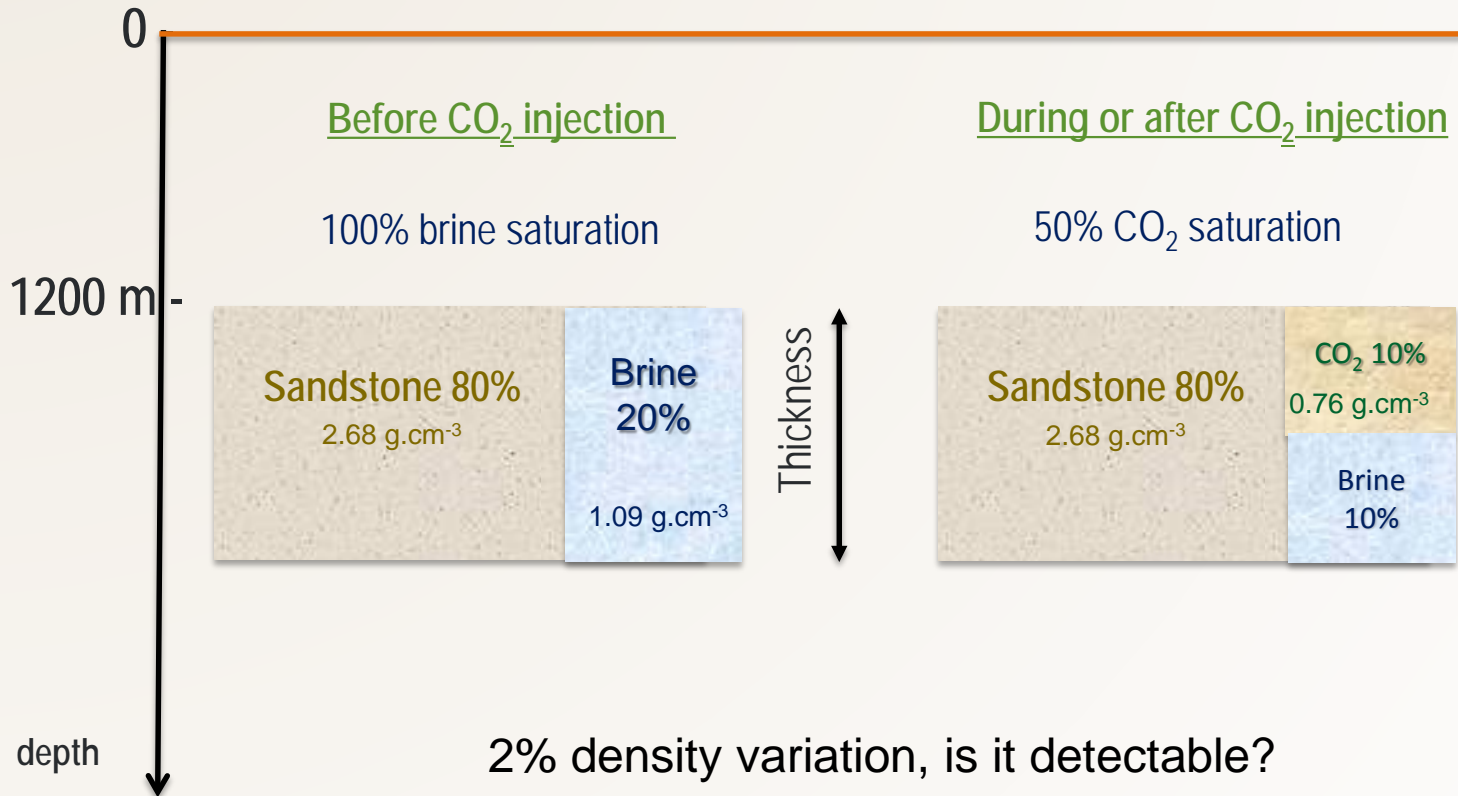 0
Before CO₂ injection
During or after CO₂ injection
100% brine saturation
50% CO₂ saturation
1200 m -
Sandstone 80%
2.68 g.cm⁻³
Brine
20%
1.09 g.cm⁻³
Thickness
Sandstone 80%
2.68 g.cm⁻³
CO₂ 10%
0.76 g.cm⁻³
Brine
10%
depth
2% density variation, is it detectable?